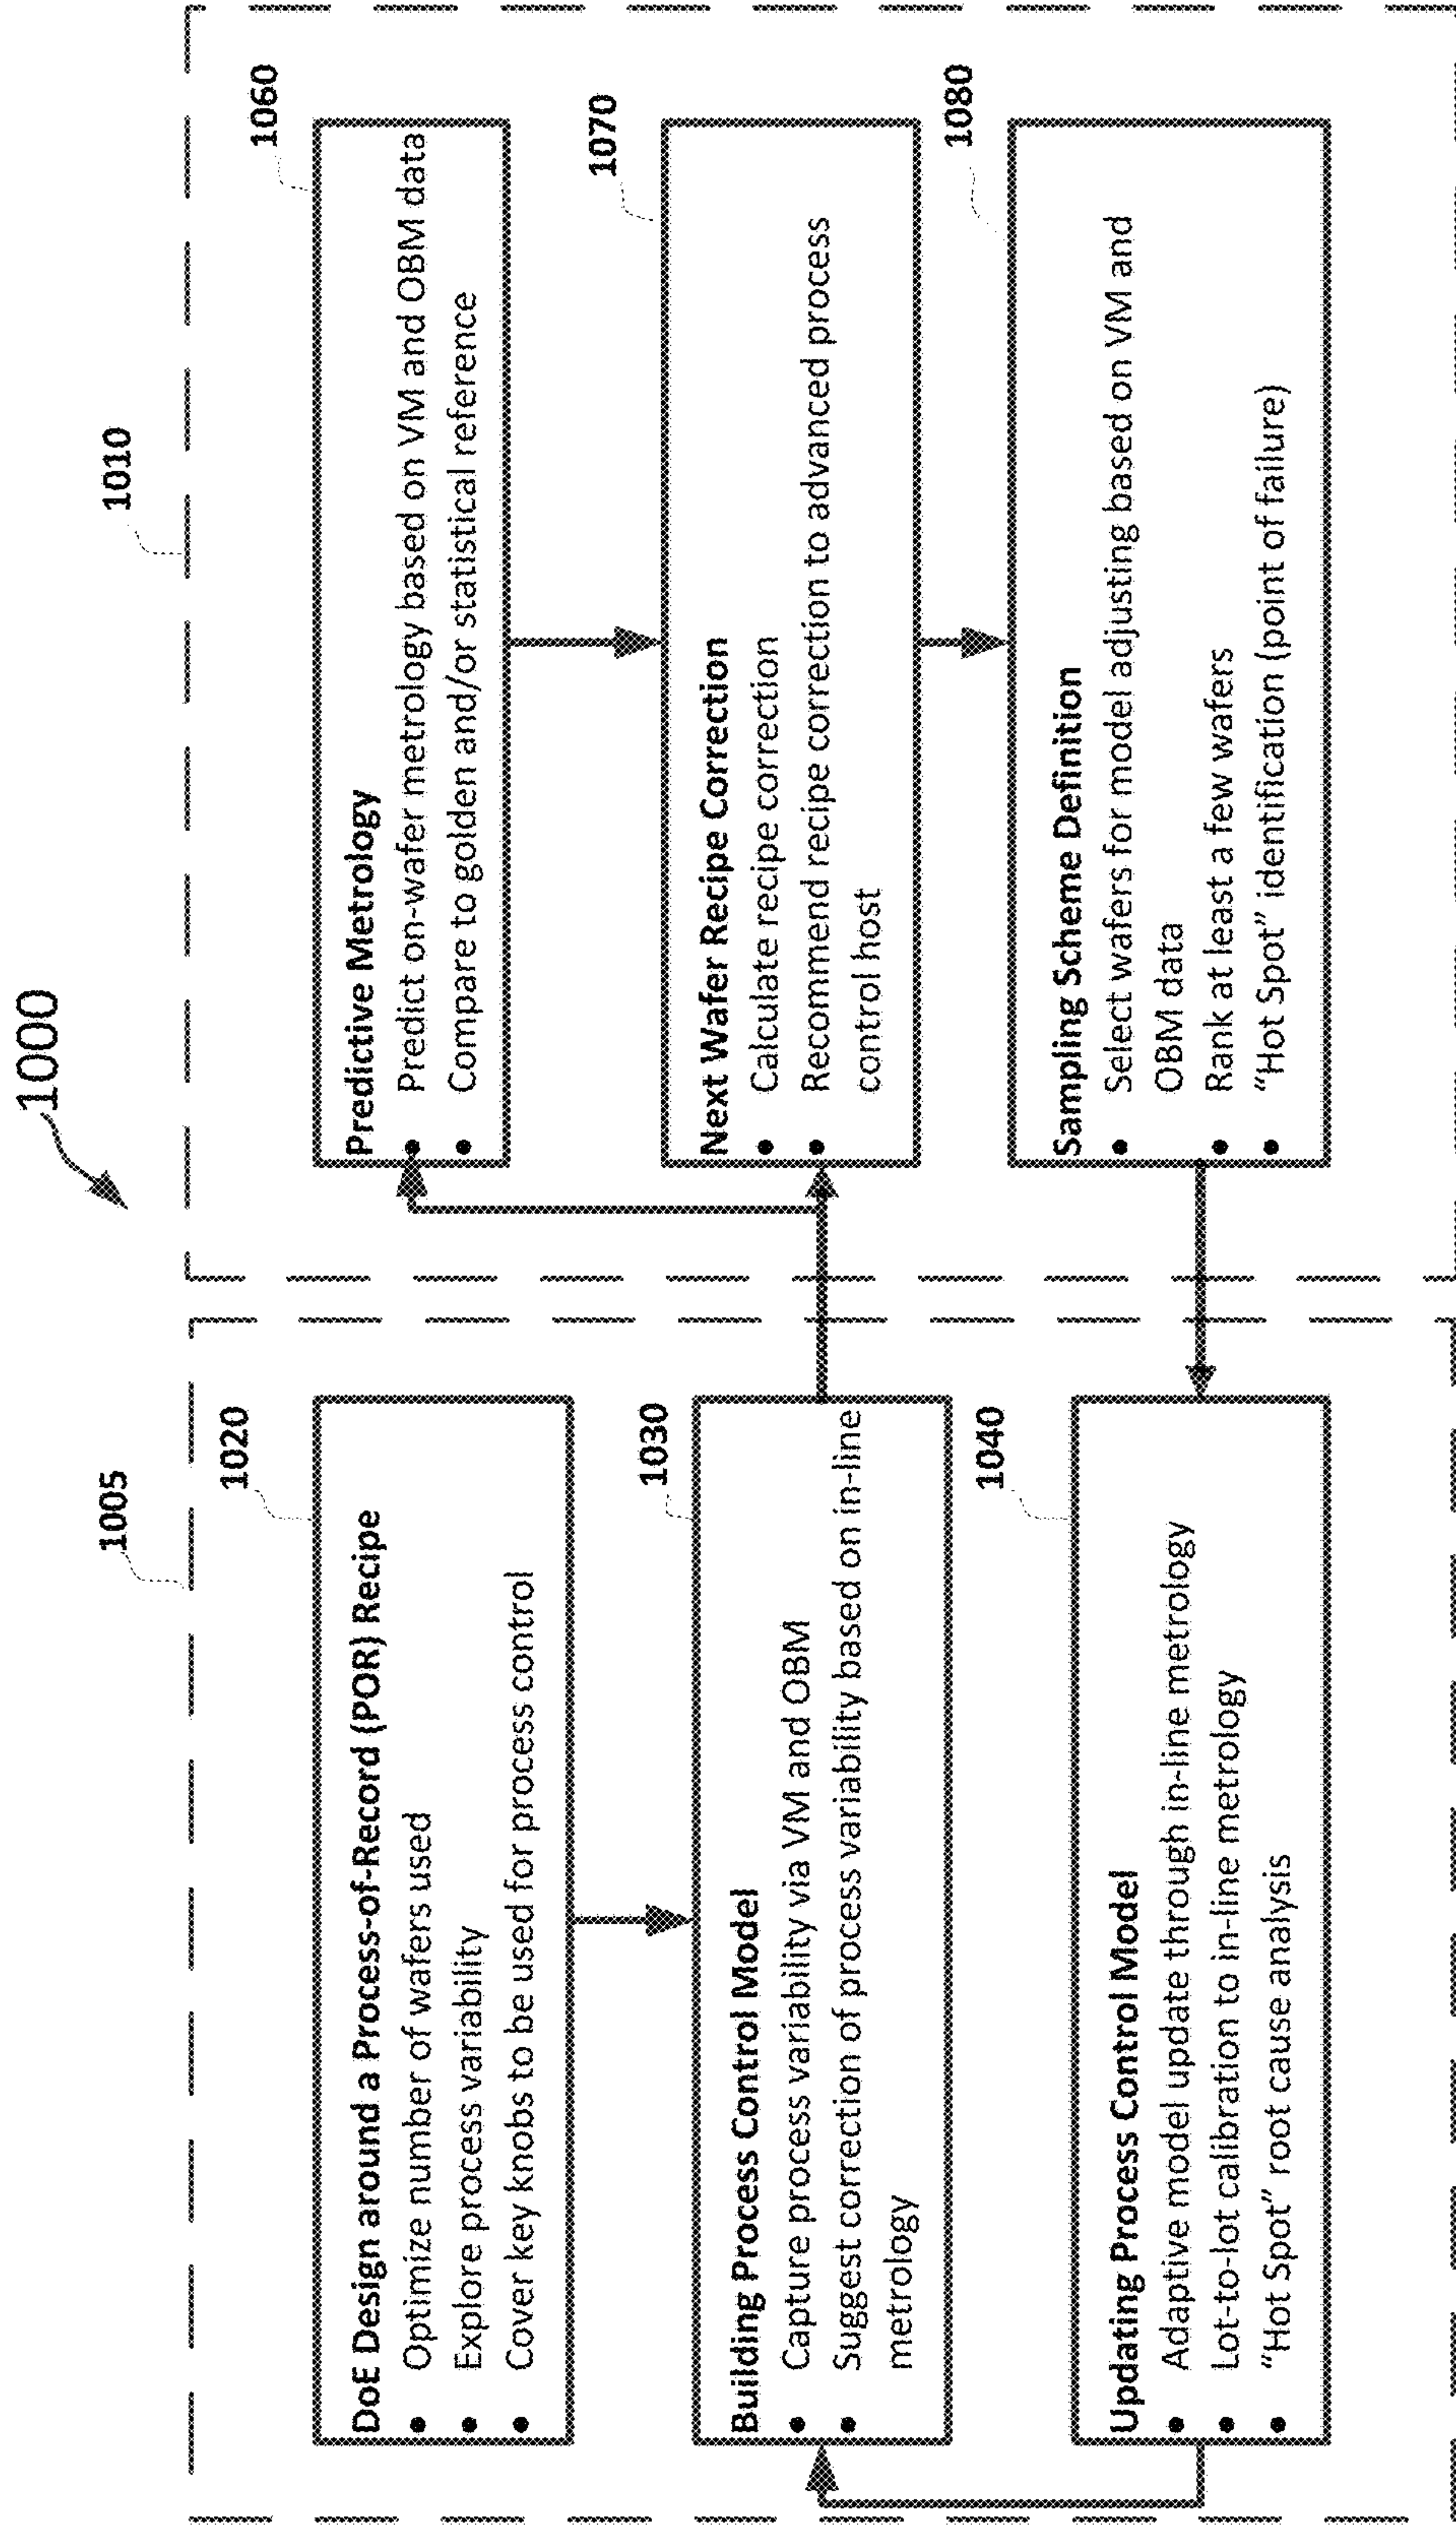 1000
1005
1020
DoE Design around a Process-of-Record (POR) Recipe
• Optimize number of wafers used
• Explore process variability
• Cover key knobs to be used for process control
1030
Building Process Control Model
• Capture process variability via VM and OBM
• Suggest correction of process variability based on in-line
metrology
1040
Updating Process Control Model
• Adaptive model update through in-line metrology
• Lot-to-lot calibration to in-line metrology
• “Hot Spot” root cause analysis
1010
1060
Predictive Metrology
• Predict on-wafer metrology based on VM and OBM data
• Compare to golden and/or statistical reference
1070
Next Wafer Recipe Correction
• Calculate recipe correction
• Recommend recipe correction to advanced process
control host
1080
Sampling Scheme Definition
• Select wafers for model adjusting based on VM and
OBM data
• Rank at least a few wafers
• “Hot Spot” identification (point of failure)